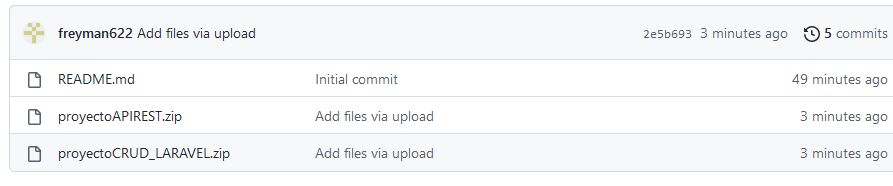 freyman622 Add files via upload 2e5b693 3 minutes ago 5 commits
README.md Initial commit 49 minutes ago
proyectoAPIREST.zip Add files via upload 3 minutes ago
proyectoCRUD_LARAVEL.zip Add files via upload 3 minutes ago